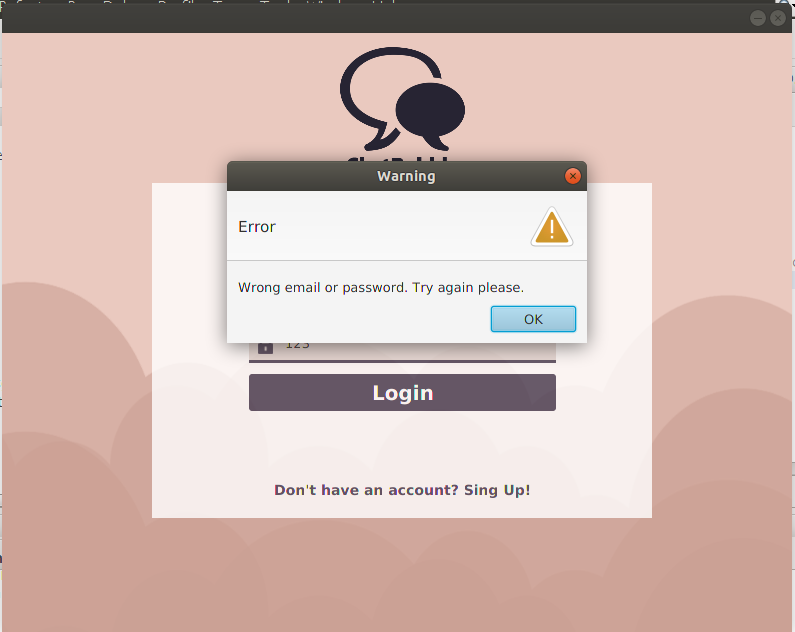 Warning
Error
Wrong email or password. Try again please.
OK
123
Login
Don't have an account? Sing Up!